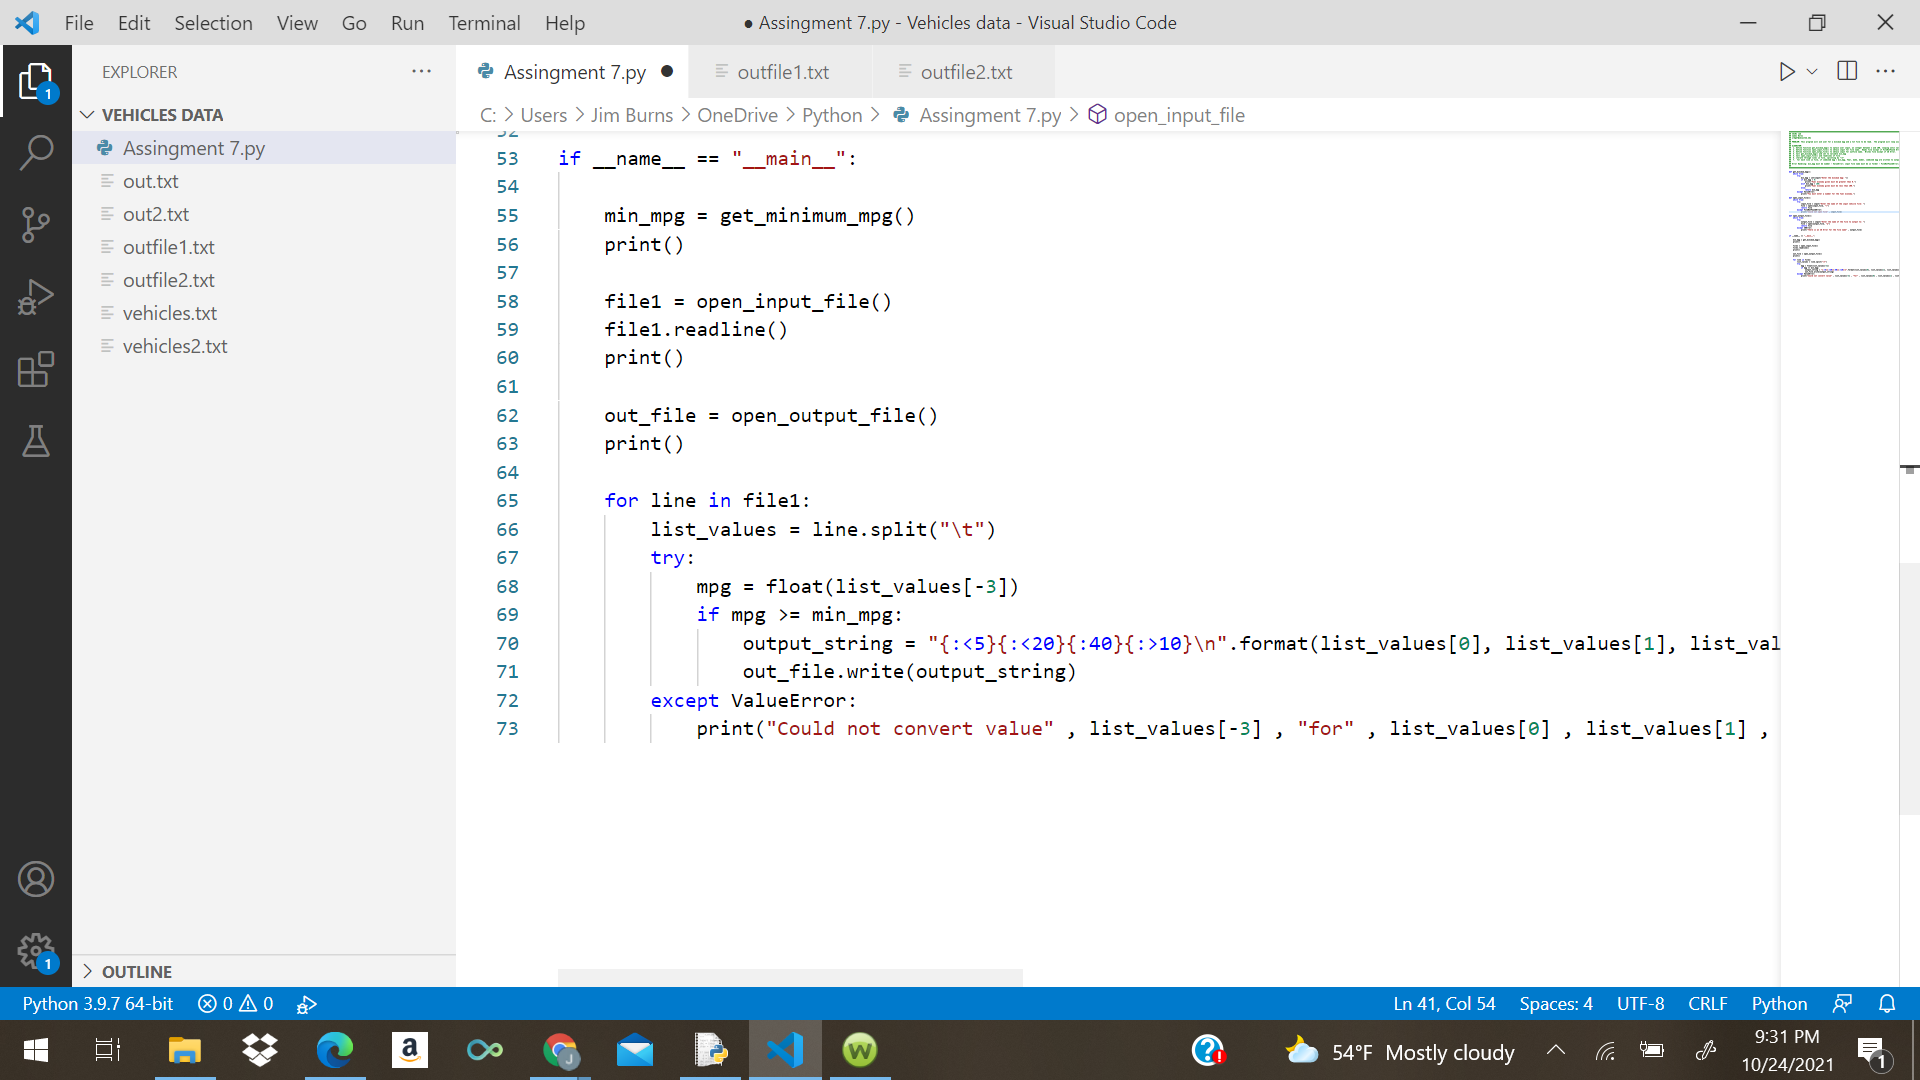 File Edit Selection View Go Run Terminal Help
● Assingment 7.py - Vehicles data - Visual Studio Code
EXPLORER
VEHICLES DATA
Assingment 7.py
out.txt
out2.txt
outfile1.txt
outfile2.txt
vehicles.txt
vehicles2.txt
OUTLINE
1
1
Assingment 7.py ● outfile1.txt outfile2.txt
C: > Users > Jim Burns > OneDrive > Python > Assingment 7.py > open_input_file
52
53 if __name__ == "__main__":
54
55 min_mpg = get_minimum_mpg()
56 print()
57
58 file1 = open_input_file()
59 file1.readline()
60 print()
61
62 out_file = open_output_file()
63 print()
64
65 for line in file1:
66 list_values = line.split("\t")
67 try:
68 mpg = float(list_values[-3])
69 if mpg >= min_mpg:
70 output_string = "{:<5}{:<20}{:40}{:>10}\n".format(list_values[0], list_values[1], list_val
71 out_file.write(output_string)
72 except ValueError:
73 print("Could not convert value" , list_values[-3] , "for" , list_values[0] , list_values[1] ,
Python 3.9.7 64-bit 0 0 Ln 41, Col 54 Spaces: 4 UTF-8 CRLF Python
a J W ? ! 54°F Mostly cloudy 9:31 PM 1
10/24/2021